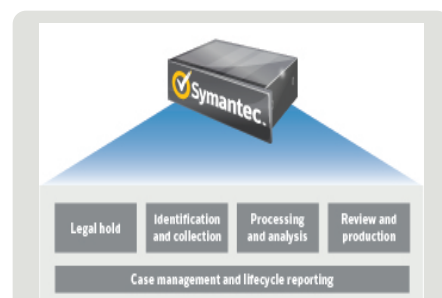 Symantec.
Legal hold
Identification
and collection
Processing
and analysis
Review and
production
Case management and lifecycle reporting